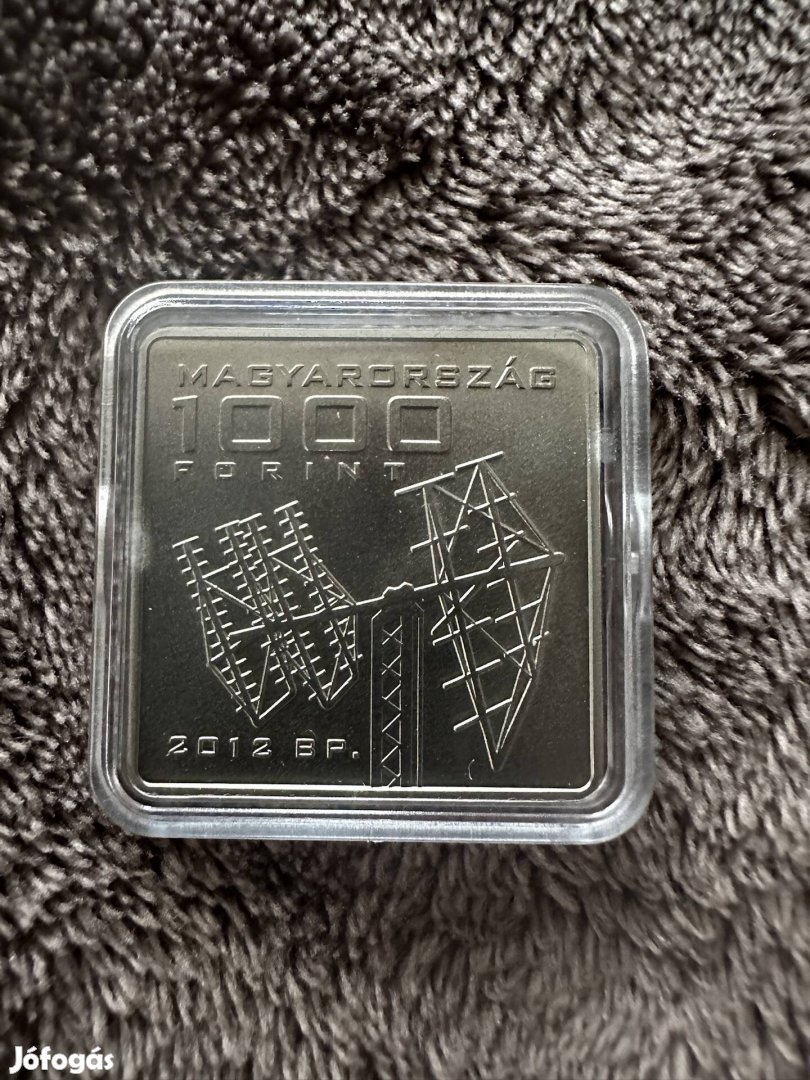 MAGYARORSZÁG
1000
FORINT
2012 BP.
Jófogás